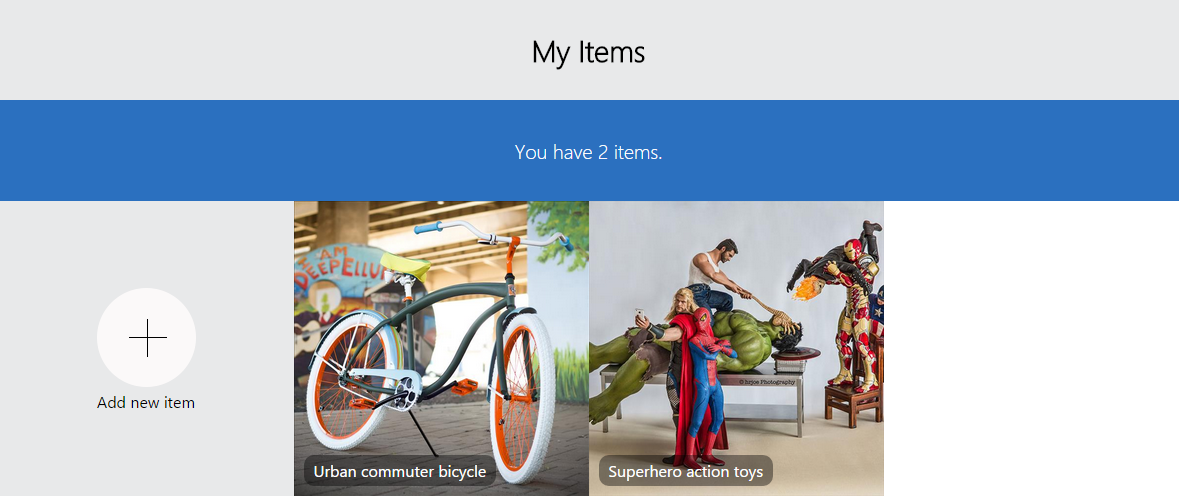 My Items
You have 2 items.
I AM
DEEP ELLUM
© hrjoe Photography
Add new item
Urban commuter bicycle
Superhero action toys